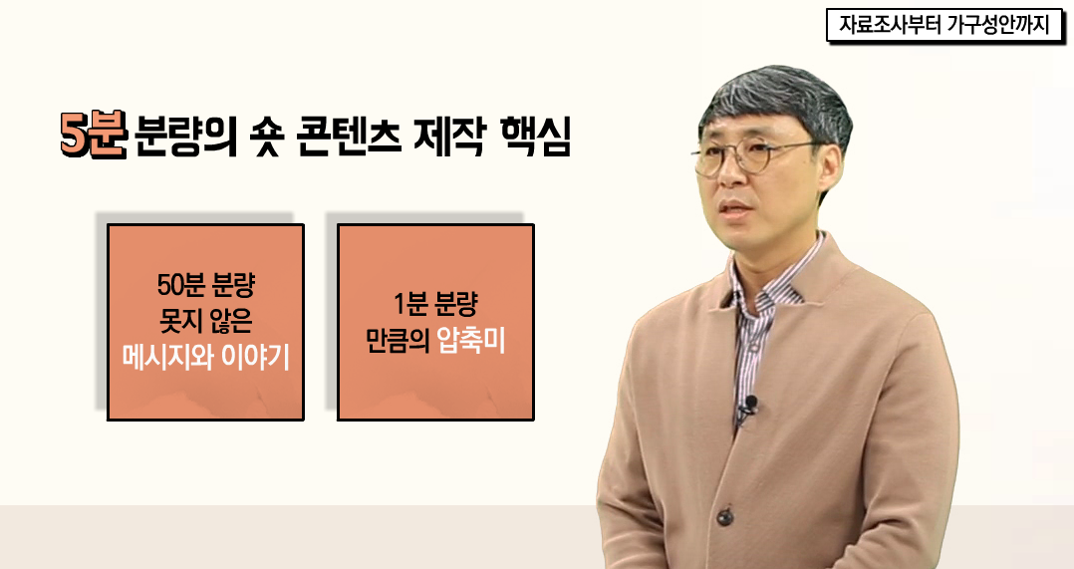 자료조사부터 가구성안까지
5분 분량의 숏 콘텐츠 제작 핵심
50분 분량
못지 않은
메시지와 이야기
1분 분량
만큼의 압축미